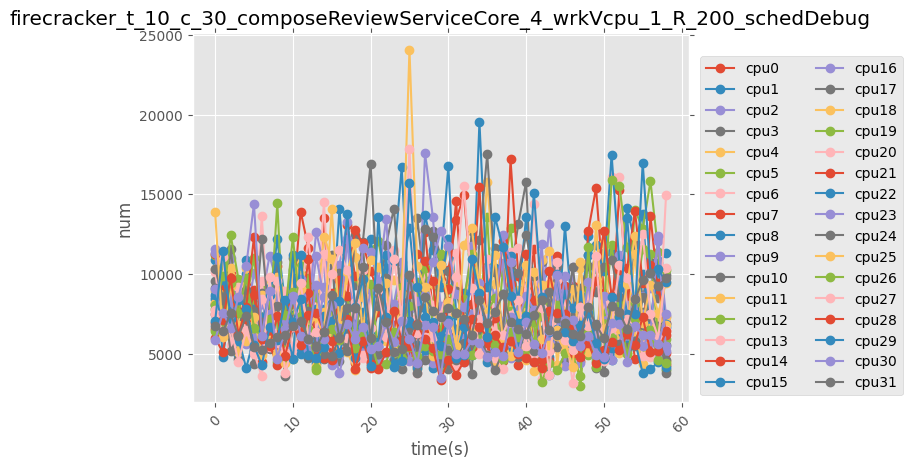 firecracker_t_10_c_30_composeReviewServiceCore_4_wrkVcpu_1_R_200_schedDebug
25000
20000
15000
10000
5000
num
0
10
20
30
40
50
60
time(s)
cpu0
cpu1
cpu2
cpu3
cpu4
cpu5
cpu6
cpu7
cpu8
cpu9
cpu10
cpu11
cpu12
cpu13
cpu14
cpu15
cpu16
cpu17
cpu18
cpu19
cpu20
cpu21
cpu22
cpu23
cpu24
cpu25
cpu26
cpu27
cpu28
cpu29
cpu30
cpu31